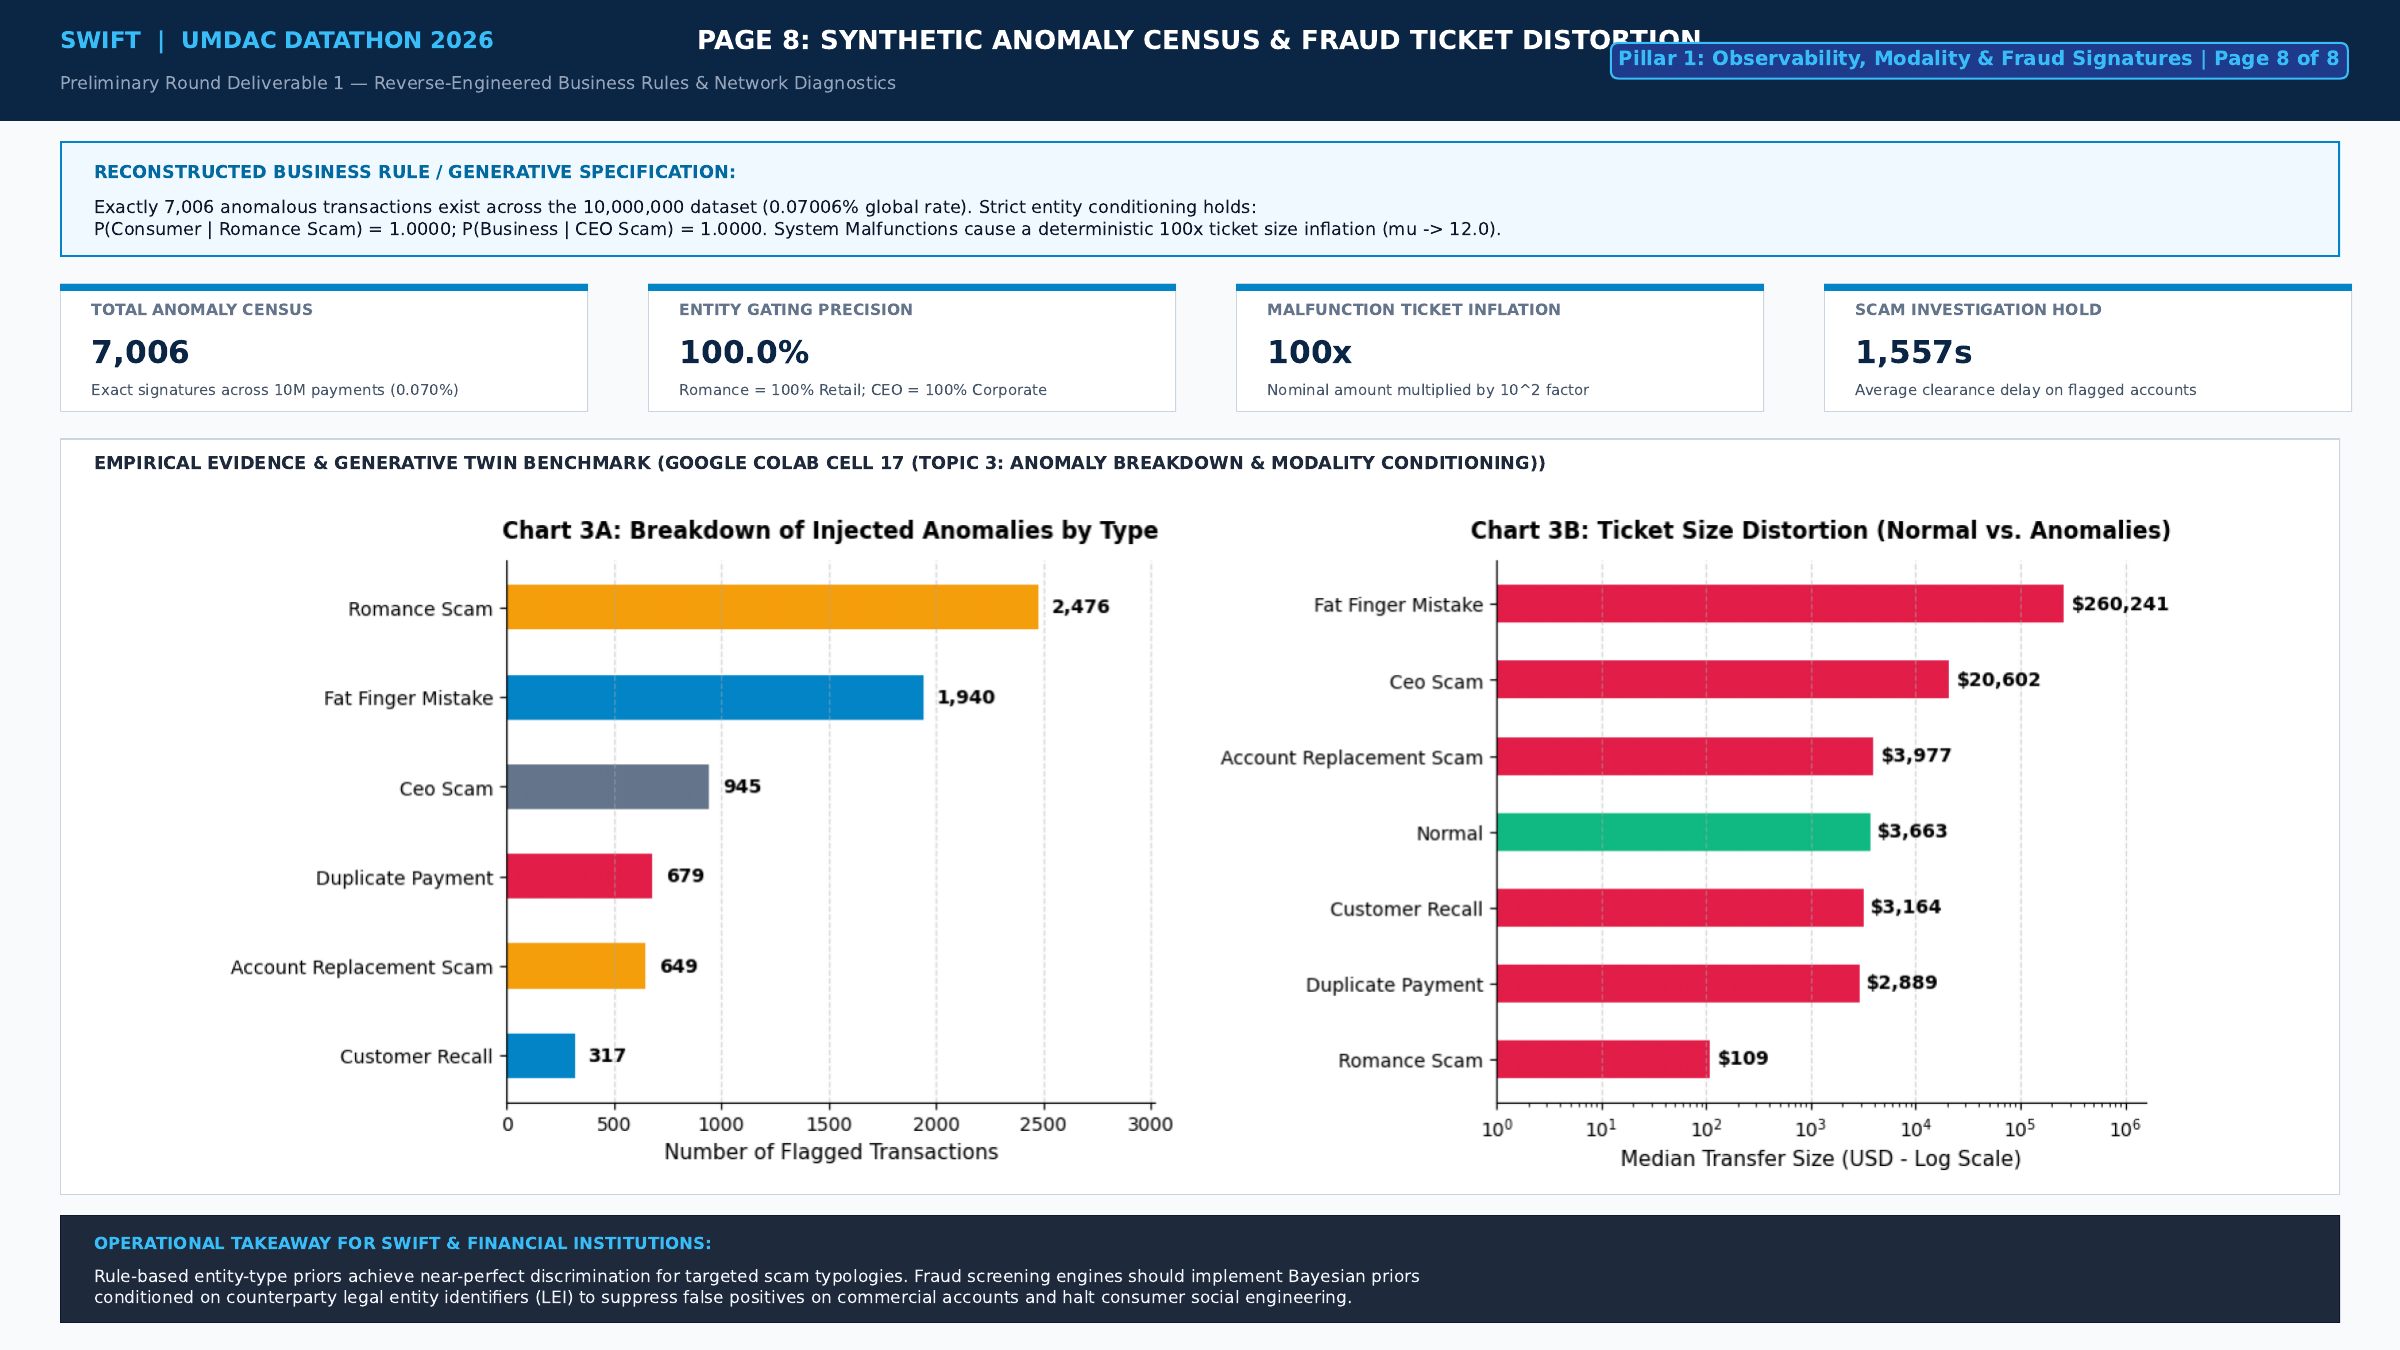 SWIFT | UMDAC DATATHON 2026
PAGE 8: SYNTHETIC ANOMALY CENSUS & FRAUD TICKET DISTORTION
Pillar 1: Observability, Modality & Fraud Signatures | Page 8 of 8
Preliminary Round Deliverable 1 — Reverse-Engineered Business Rules & Network Diagnostics
RECONSTRUCTED BUSINESS RULE / GENERATIVE SPECIFICATION:
Exactly 7,006 anomalous transactions exist across the 10,000,000 dataset (0.07006% global rate). Strict entity conditioning holds:
P(Consumer | Romance Scam) = 1.0000; P(Business | CEO Scam) = 1.0000. System Malfunctions cause a deterministic 100x ticket size inflation (mu -> 12.0).
TOTAL ANOMALY CENSUS
7,006
Exact signatures across 10M payments (0.070%)
ENTITY GATING PRECISION
100.0%
Romance = 100% Retail; CEO = 100% Corporate
MALFUNCTION TICKET INFLATION
100x
Nominal amount multiplied by 10^2 factor
SCAM INVESTIGATION HOLD
1,557s
Average clearance delay on flagged accounts
EMPIRICAL EVIDENCE & GENERATIVE TWIN BENCHMARK (GOOGLE COLAB CELL 17 (TOPIC 3: ANOMALY BREAKDOWN & MODALITY CONDITIONING))
Chart 3A: Breakdown of Injected Anomalies by Type
Romance Scam 2,476
Fat Finger Mistake 1,940
Ceo Scam 945
Duplicate Payment 679
Account Replacement Scam 649
Customer Recall 317
0 500 1000 1500 2000 2500 3000
Number of Flagged Transactions
Chart 3B: Ticket Size Distortion (Normal vs. Anomalies)
Fat Finger Mistake $260,241
Ceo Scam $20,602
Account Replacement Scam $3,977
Normal $3,663
Customer Recall $3,164
Duplicate Payment $2,889
Romance Scam $109
10⁰ 10¹ 10² 10³ 10⁴ 10⁵ 10⁶
Median Transfer Size (USD - Log Scale)
OPERATIONAL TAKEAWAY FOR SWIFT & FINANCIAL INSTITUTIONS:
Rule-based entity-type priors achieve near-perfect discrimination for targeted scam typologies. Fraud screening engines should implement Bayesian priors
conditioned on counterparty legal entity identifiers (LEI) to suppress false positives on commercial accounts and halt consumer social engineering.